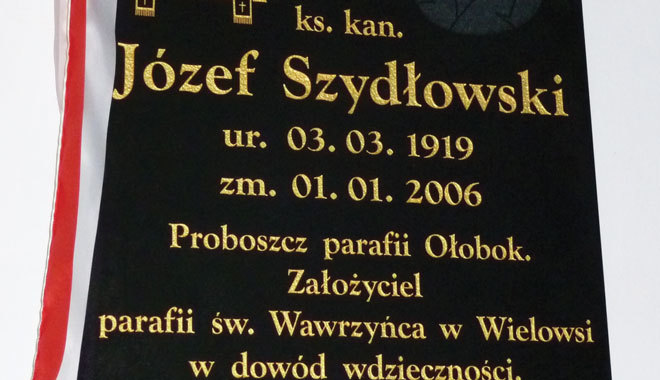 ks. kan.
Józef Szydłowski
ur. 03. 03. 1919
zm. 01. 01. 2006
Proboszcz parafii Ołobok.
Założyciel
parafii św. Wawrzyńca w Wielowsi
w dowód wdzięczności.